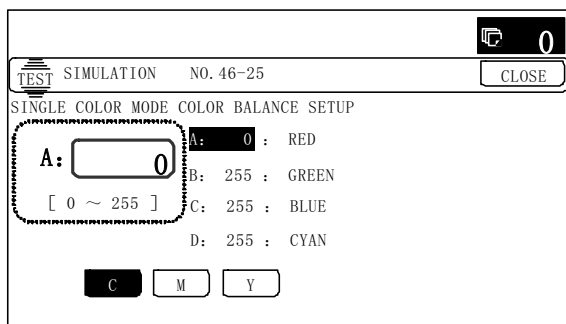 0
TEST SIMULATION NO.46-25 CLOSE
SINGLE COLOR MODE COLOR BALANCE SETUP
A: 0
[ 0 ～ 255 ]
A: 0 : RED
B: 255 : GREEN
C: 255 : BLUE
D: 255 : CYAN
C M Y